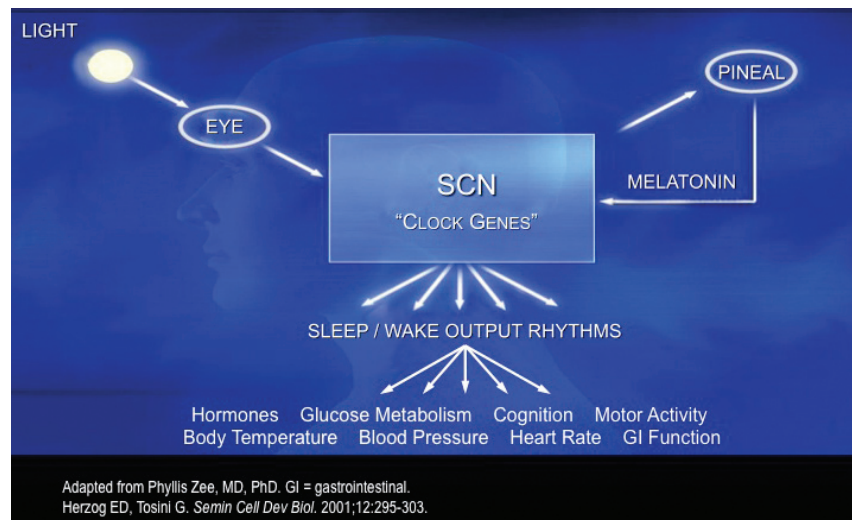 LIGHT
PINEAL
EYE
SCN
MELATONIN
“CLOCK GENES”
SLEEP / WAKE OUTPUT RHYTHMS
Hormones Glucose Metabolism Cognition Motor Activity
Body Temperature Blood Pressure Heart Rate GI Function
Adapted from Phyllis Zee, MD, PhD. GI = gastrointestinal.
Herzog ED, Tosini G. Semin Cell Dev Biol. 2001;12:295-303.